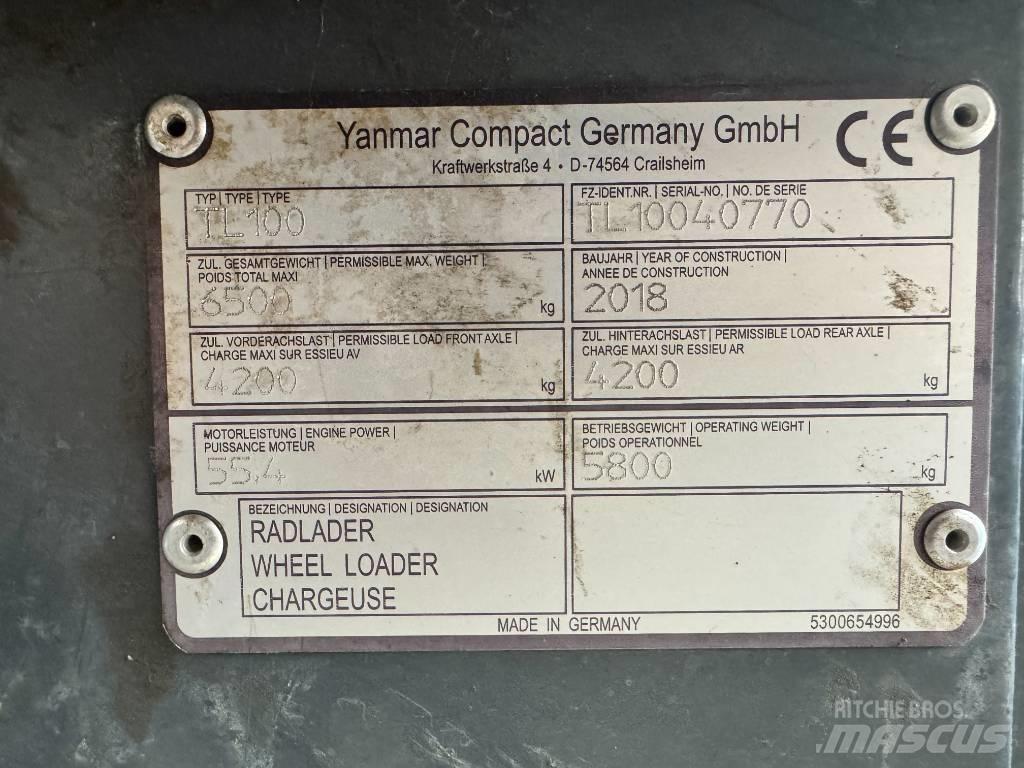 Yanmar Compact Germany GmbH CE
Kraftwerkstraße 4 • D-74564 Crailsheim
TYP | TYPE | TYPE
TL100
FZ-IDENT.NR. | SERIAL-NO. | NO. DE SERIE
TL10040770
ZUL. GESAMTGEWICHT | PERMISSIBLE MAX. WEIGHT |
POIDS TOTAL MAXI
6500 kg
BAUJAHR | YEAR OF CONSTRUCTION |
ANNEE DE CONSTRUCTION
2018
ZUL. VORDERACHSLAST | PERMISSIBLE LOAD FRONT AXLE |
CHARGE MAXI SUR ESSIEU AV
4200 kg
ZUL. HINTERACHSLAST | PERMISSIBLE LOAD REAR AXLE |
CHARGE MAXI SUR ESSIEU AR
4200 kg
MOTORLEISTUNG | ENGINE POWER |
PUISSANCE MOTEUR
55,4 kW
BETRIEBSGEWICHT | OPERATING WEIGHT |
POIDS OPERATIONNEL
5800 kg
BEZEICHNUNG | DESIGNATION | DESIGNATION
RADLADER
WHEEL LOADER
CHARGEUSE
MADE IN GERMANY
5300654996
RITCHIE BROS.
MASCUS